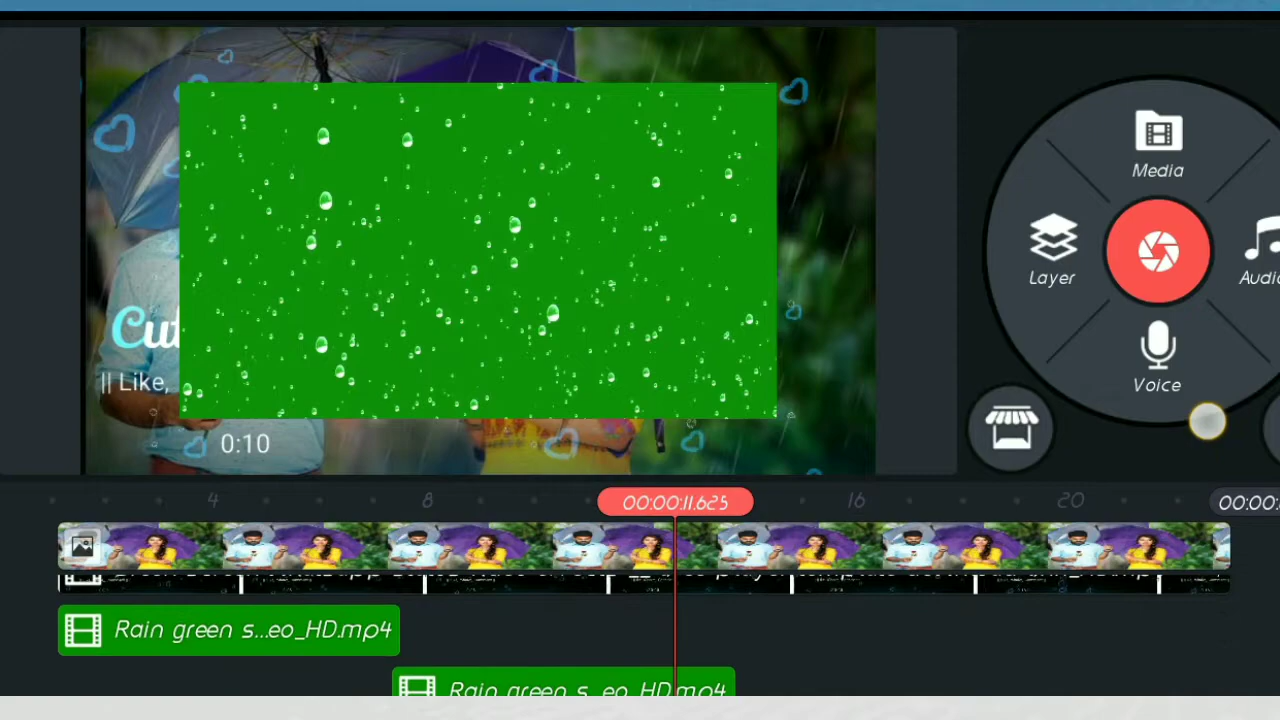 Media
Layer
Audio
Voice
Cut
|| Like,
0:10
4
8
00:00:11.625
16
20
00:00:
Rain green s...eo_HD.mp4
Rain green s...eo_HD.mp4